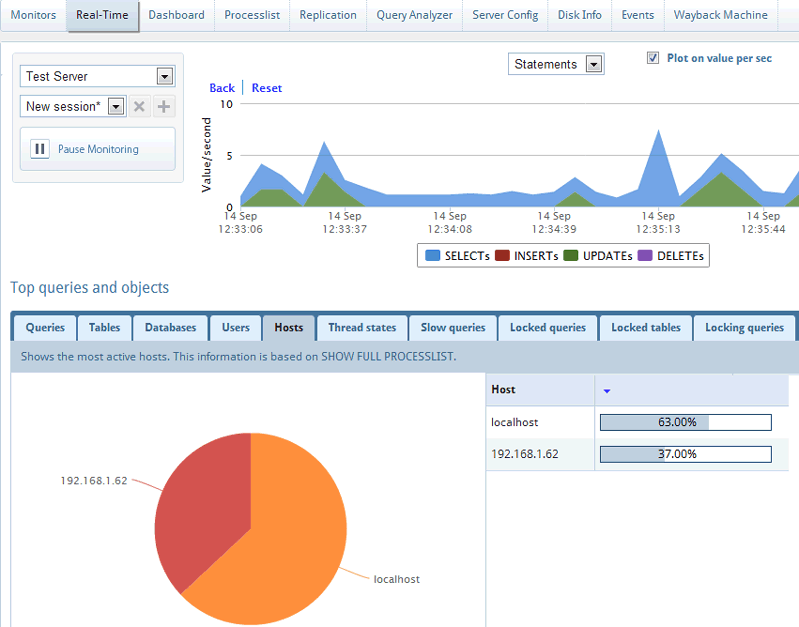 Monitors Real-Time Dashboard Processlist Replication Query Analyzer Server Config Disk Info Events Wayback Machine
Test Server
New session*
Pause Monitoring
Statements
Plot on value per sec
Back Reset
Value/second
10
5
0
14 Sep 14 Sep 14 Sep 14 Sep 14 Sep 14 Sep
12:33:06 12:33:37 12:34:08 12:34:39 12:35:13 12:35:44
SELECTs INSERTs UPDATEs DELETEs
Top queries and objects
Queries Tables Databases Users Hosts Thread states Slow queries Locked queries Locked tables Locking queries
Shows the most active hosts. This information is based on SHOW FULL PROCESSLIST.
192.168.1.62
localhost
Host
localhost 63.00%
192.168.1.62 37.00%